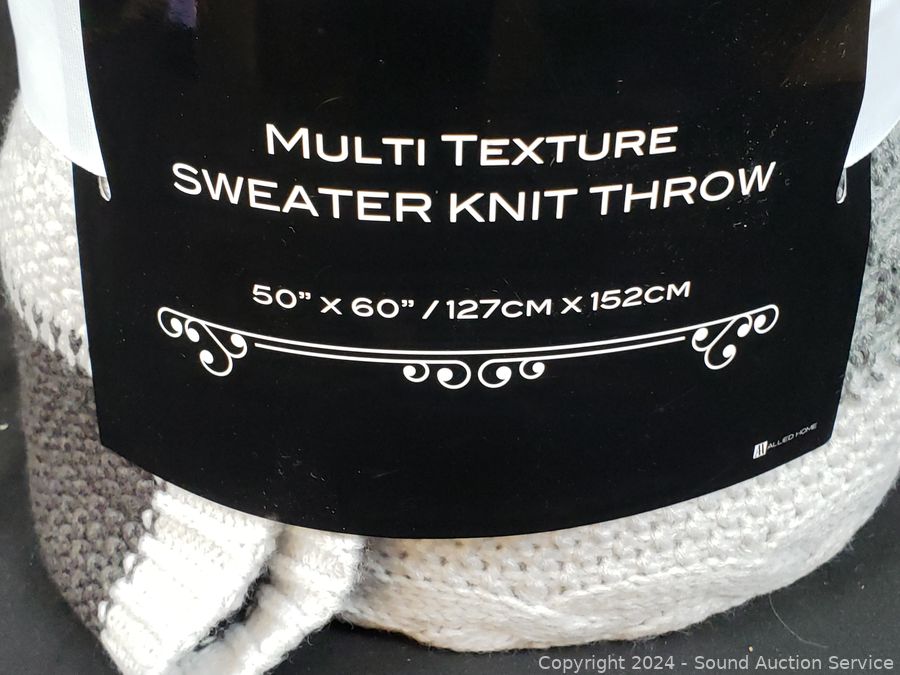 MULTI TEXTURE
SWEATER KNIT THROW
50” X 60” / 127CM X 152CM
ALLIED HOME
Copyright 2024 - Sound Auction Service